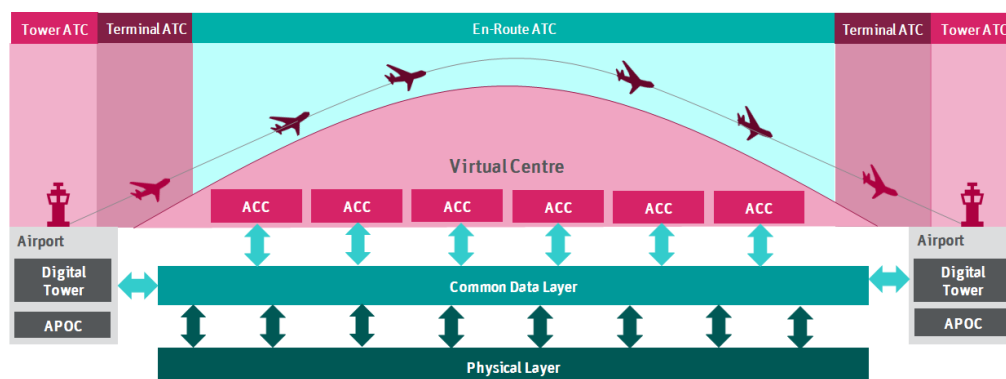 Tower ATC
Terminal ATC
En-Route ATC
Terminal ATC
Tower ATC
Virtual Centre
ACC
ACC
ACC
ACC
ACC
ACC
Airport
Digital
Tower
APOC
Common Data Layer
Airport
Digital
Tower
APOC
Physical Layer